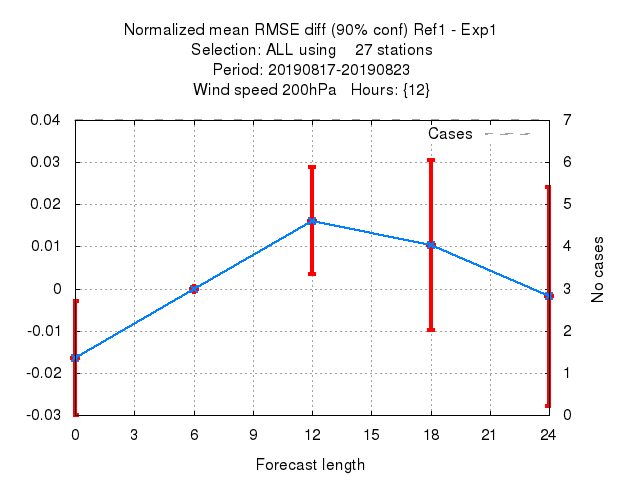 Normalized mean RMSE diff (90% conf) Ref1 - Exp1
Selection: ALL using    27 stations
Period: 20190817-20190823
Wind speed 200hPa   Hours: {12}
0.04 7
Cases
0.04 6
0.02 5
0.01 4
0 3
-0.01 2
-0.02 1
-0.03 0
No cases
0 3 6 9 12 15 18 21 24
Forecast length